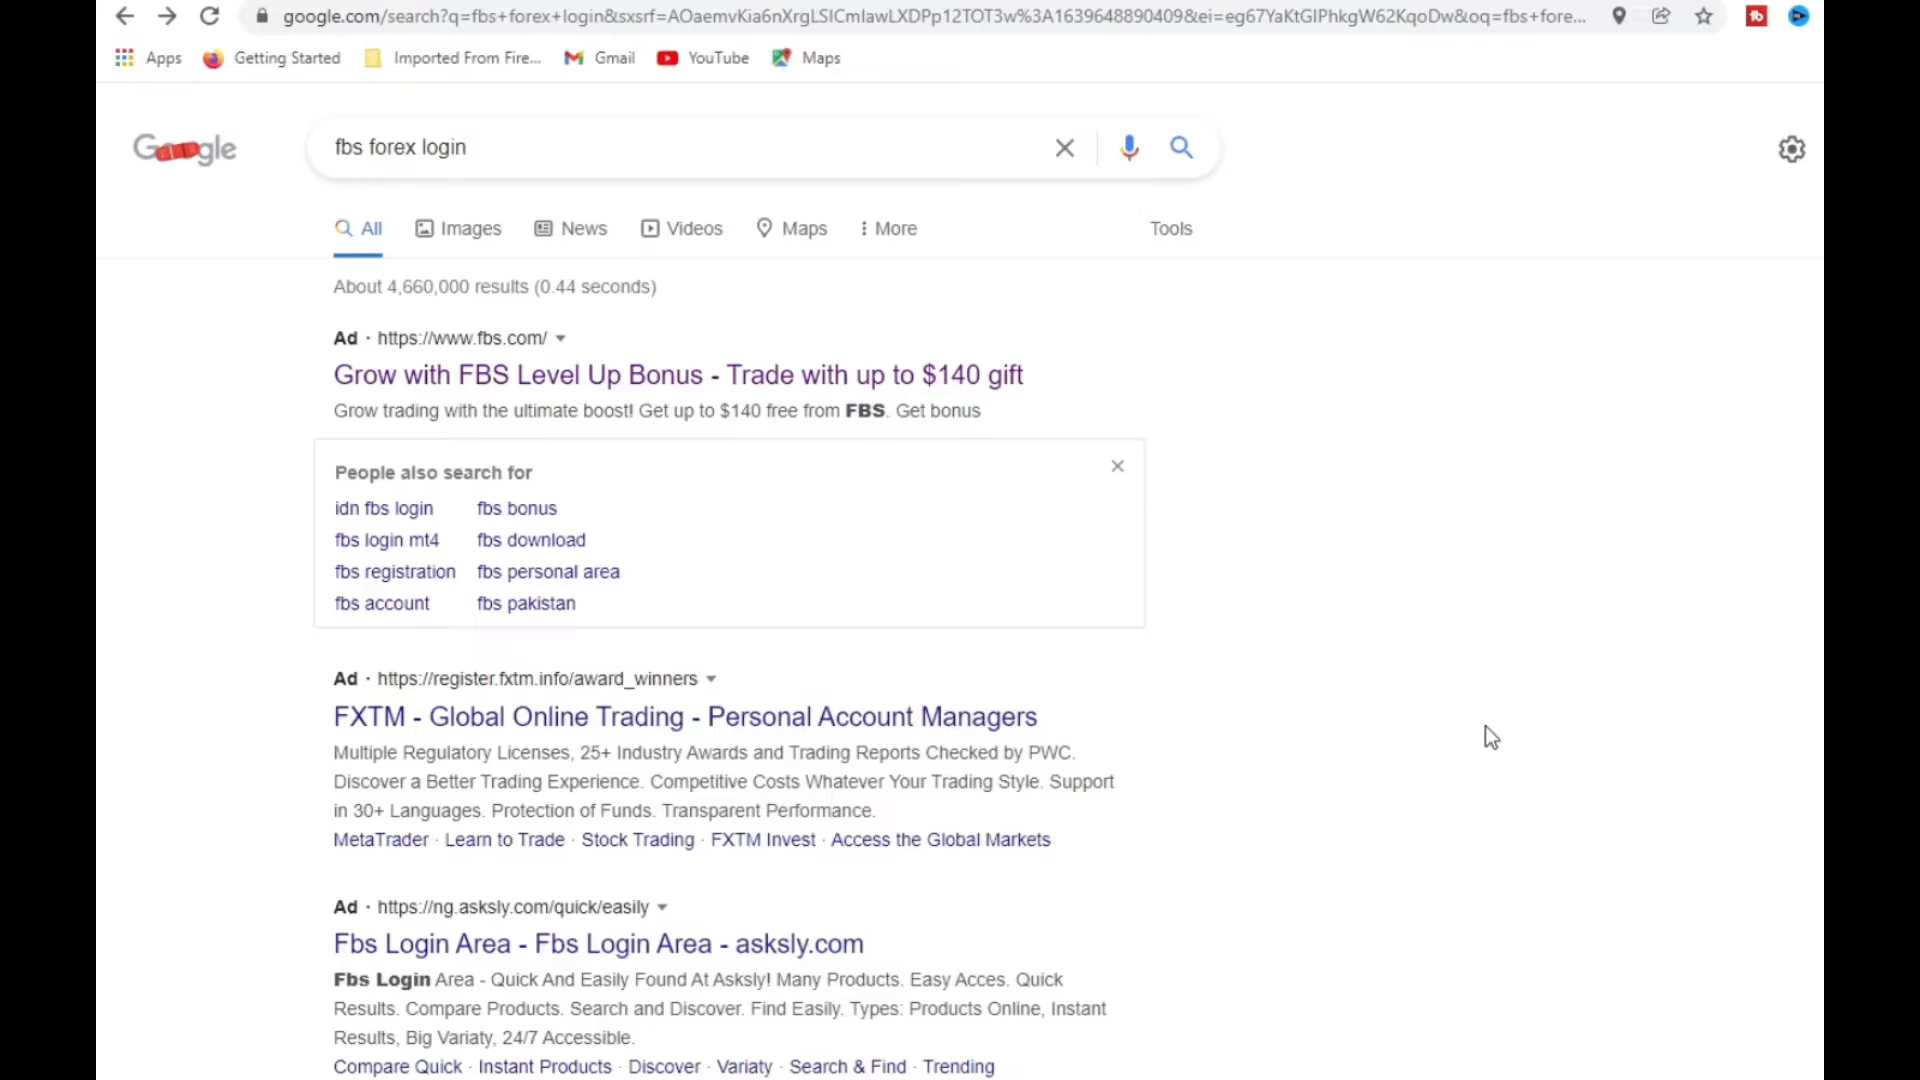 google.com/search?q=fbs+forex+login&sxsrf=AOaemvKia6nXrgLSlCmlawLXDPp12TOT3w%3A1639648890409&ei=eg67YaKtGIPhkgW62KqoDw&oq=fbs+fore...
Apps Getting Started Imported From Fire... Gmail YouTube Maps
Google
fbs forex login
All Images News Videos Maps More Tools
About 4,660,000 results (0.44 seconds)
Ad · https://www.fbs.com/
Grow with FBS Level Up Bonus - Trade with up to $140 gift
Grow trading with the ultimate boost! Get up to $140 free from FBS. Get bonus
People also search for
idn fbs login fbs bonus
fbs login mt4 fbs download
fbs registration fbs personal area
fbs account fbs pakistan
Ad · https://register.fxtm.info/award_winners
FXTM - Global Online Trading - Personal Account Managers
Multiple Regulatory Licenses, 25+ Industry Awards and Trading Reports Checked by PWC.
Discover a Better Trading Experience. Competitive Costs Whatever Your Trading Style. Support
in 30+ Languages. Protection of Funds. Transparent Performance.
MetaTrader · Learn to Trade · Stock Trading · FXTM Invest · Access the Global Markets
Ad · https://ng.asksly.com/quick/easily
Fbs Login Area - Fbs Login Area - asksly.com
Fbs Login Area - Quick And Easily Found At Asksly! Many Products. Easy Acces. Quick
Results. Compare Products. Search and Discover. Find Easily. Types: Products Online, Instant
Results, Big Variaty, 24/7 Accessible.
Compare Quick · Instant Products · Discover · Variaty · Search & Find · Trending